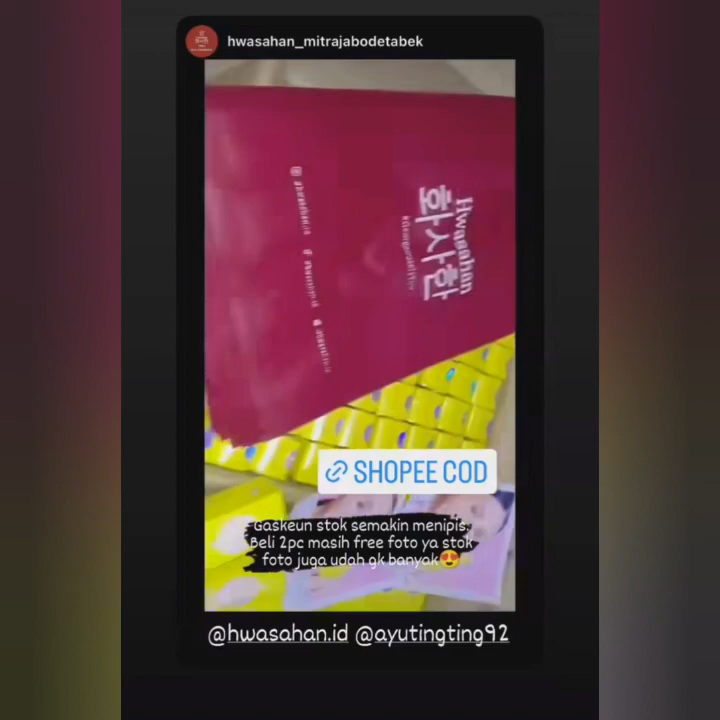 hwasahan_mitrajabodetabek
Hwasahan
화사한
SHOPEE COD
Gaskeun stok semakin menipis.
Beli 2pc masih free foto ya stok
foto juga udah gk banyak😍
@hwasahan.id @ayutingting92